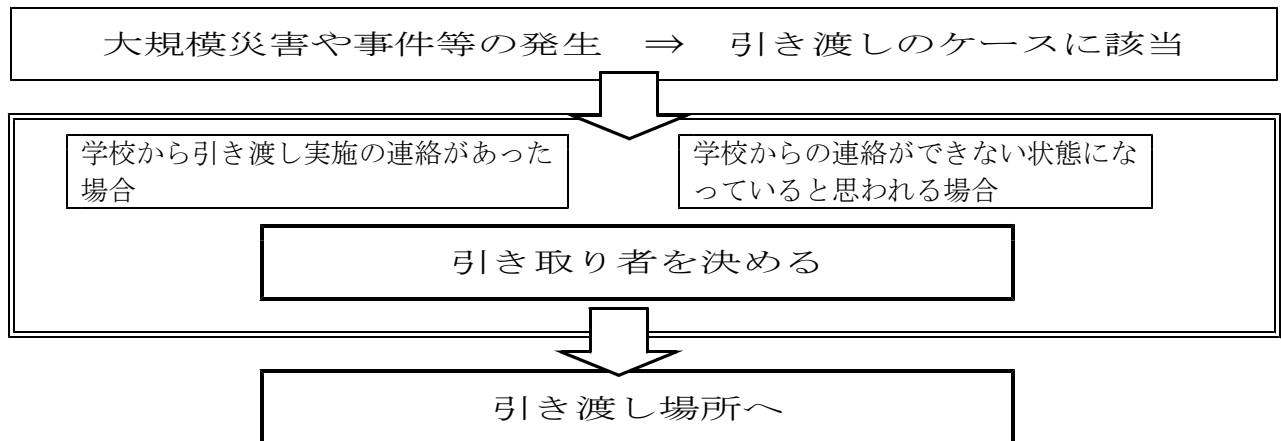 大規模災害や事件等の発生 ⇒ 引き渡しのケースに該当
学校から引き渡し実施の連絡があった
場合
学校からの連絡ができない状態にな
っていると思われる場合
引き取り者を決める
引き渡し場所へ